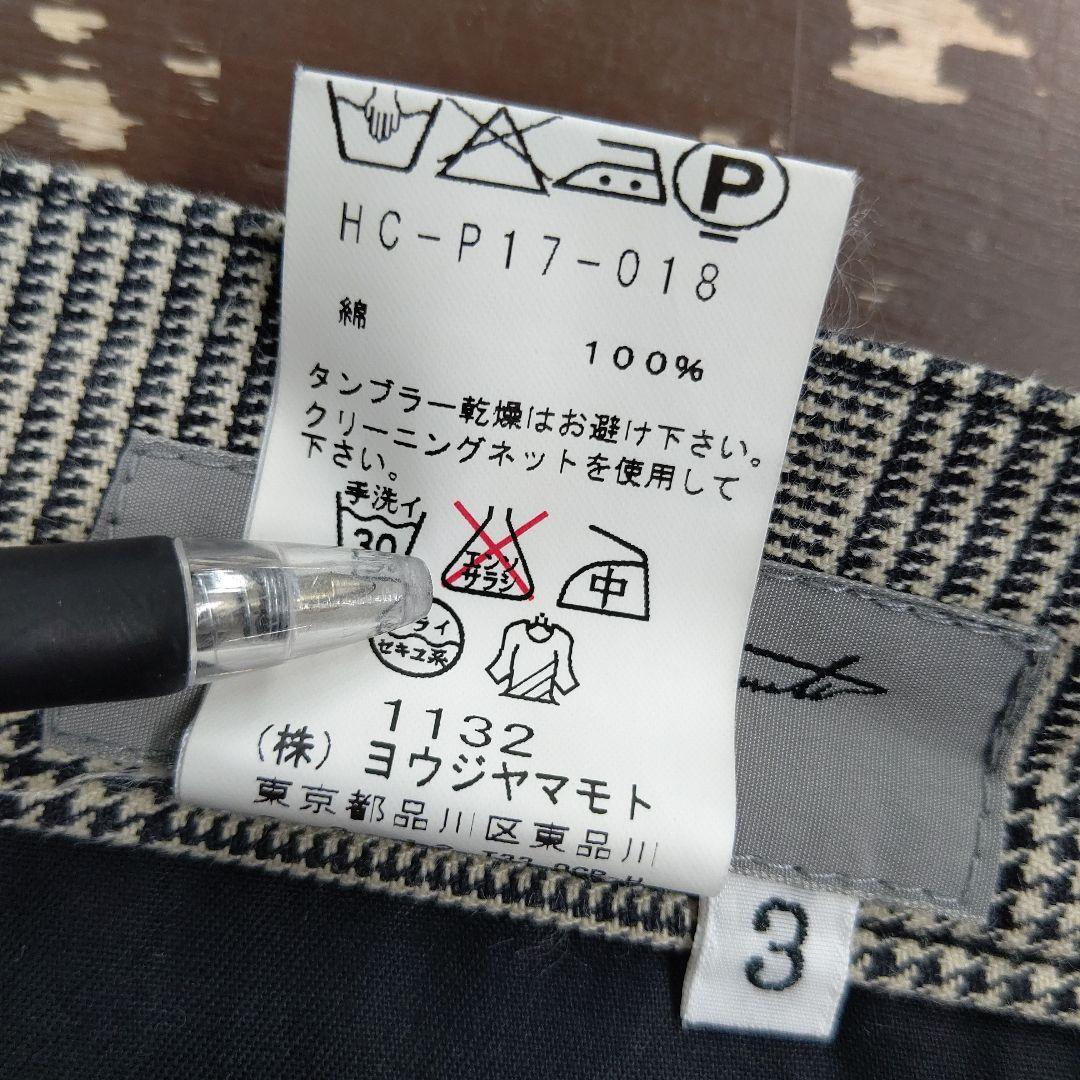 P
HC-P17-018
綿
100%
タンブラー乾燥はお避け下さい。
クリーニングネットを使用して
下さい。
手洗イ
30
エンソ
サラシ
中
セキユ系
1132
(株)ヨウジヤマモト
東京都品川区東品川
3